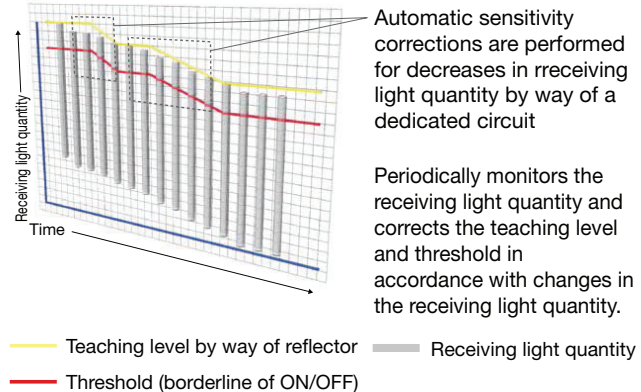 Automatic sensitivity
corrections are performed
for decreases in rreceiving
light quantity by way of a
dedicated circuit
Periodically monitors the
receiving light quantity and
corrects the teaching level
and threshold in
accordance with changes in
the receiving light quantity.
Receiving light quantity
Time
Teaching level by way of reflector
Receiving light quantity
Threshold (borderline of ON/OFF)